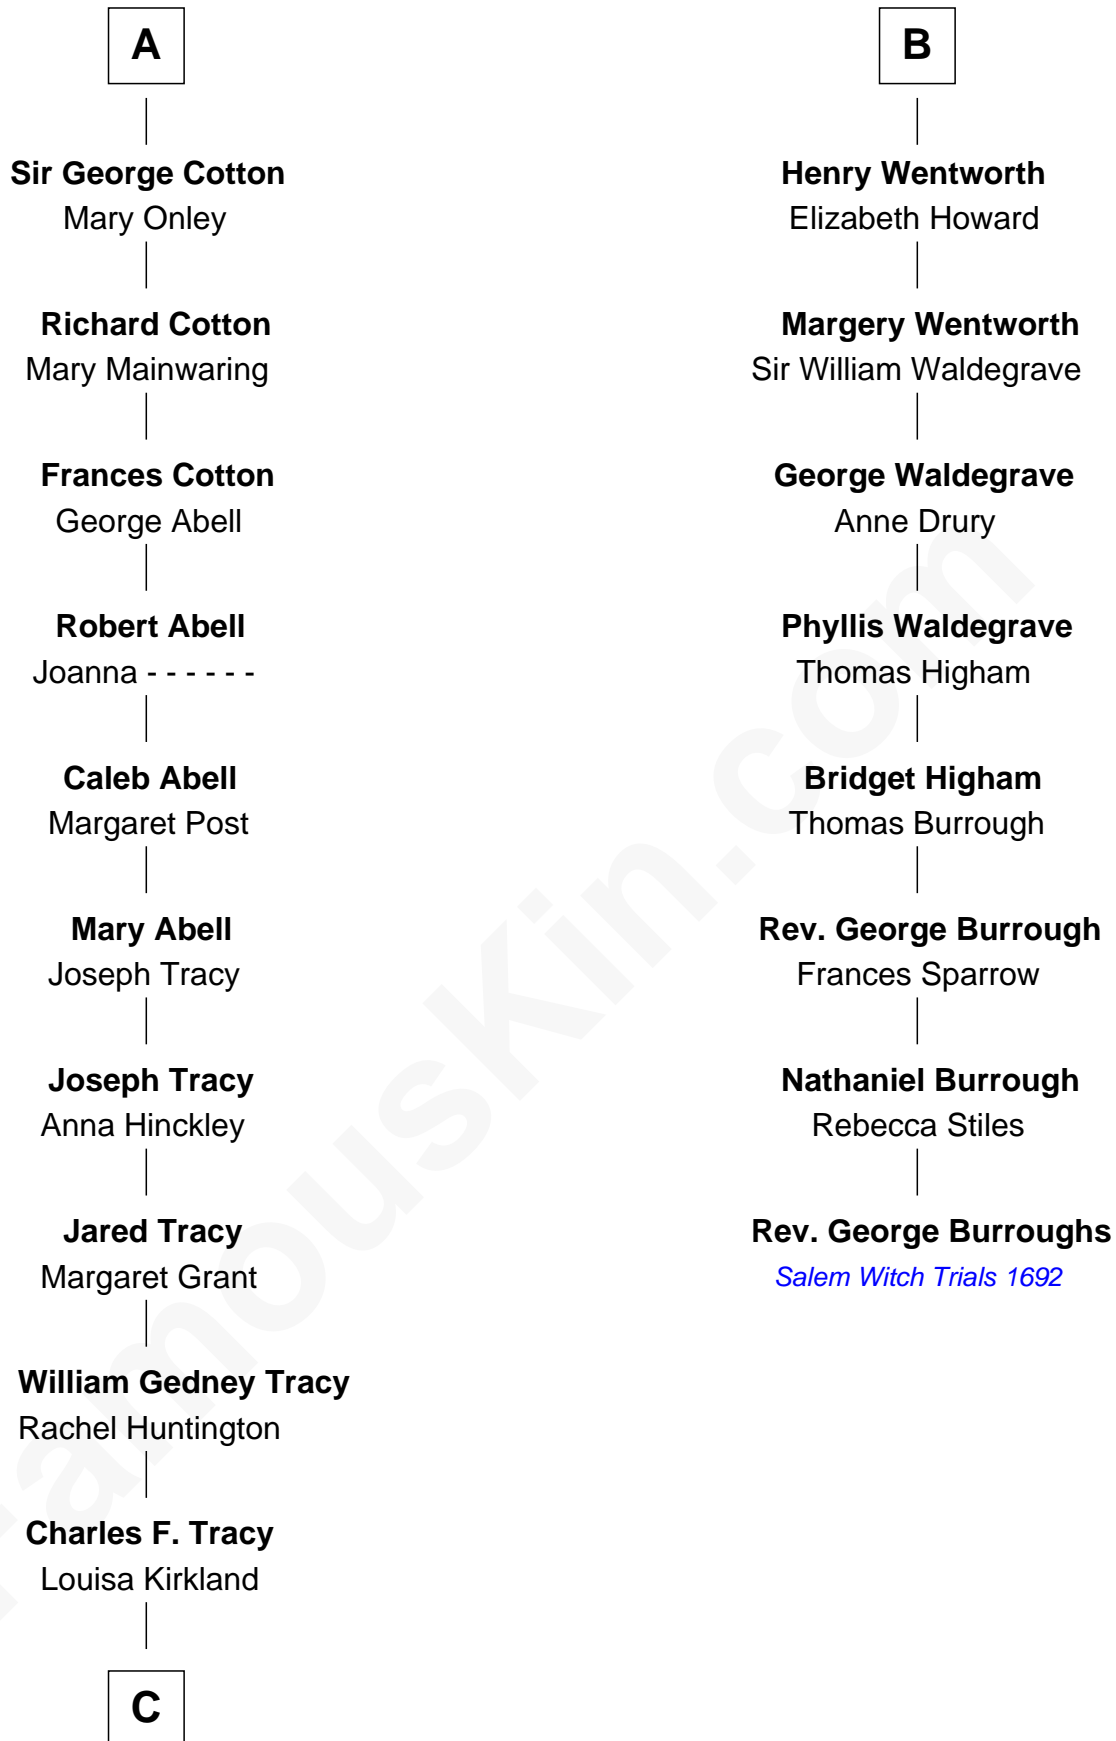 A
Sir George Cotton
Mary Onley
Richard Cotton
Mary Mainwaring
Frances Cotton
George Abell
Robert Abell
Joanna - - - - - -
Caleb Abell
Margaret Post
Mary Abell
Joseph Tracy
Joseph Tracy
Anna Hinckley
Jared Tracy
Margaret Grant
William Gedney Tracy
Rachel Huntington
Charles F. Tracy
Louisa Kirkland
C
B
Henry Wentworth
Elizabeth Howard
Margery Wentworth
Sir William Waldegrave
George Waldegrave
Anne Drury
Phyllis Waldegrave
Thomas Higham
Bridget Higham
Thomas Burrough
Rev. George Burrough
Frances Sparrow
Nathaniel Burrough
Rebecca Stiles
Rev. George Burroughs
Salem Witch Trials 1692
FamousKin.com